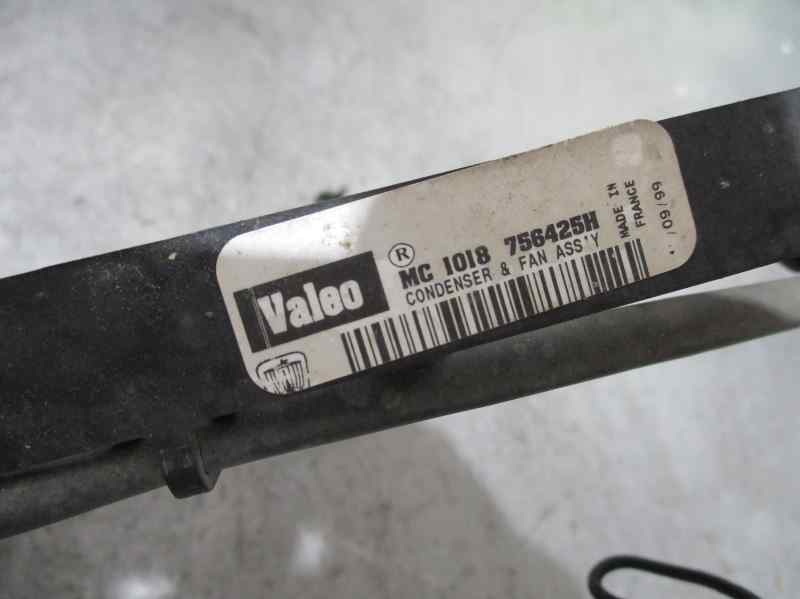 Valeo ®
MC 1018 756425H
CONDENSER & FAN ASS'Y
MADE IN
FRANCE
/09/99